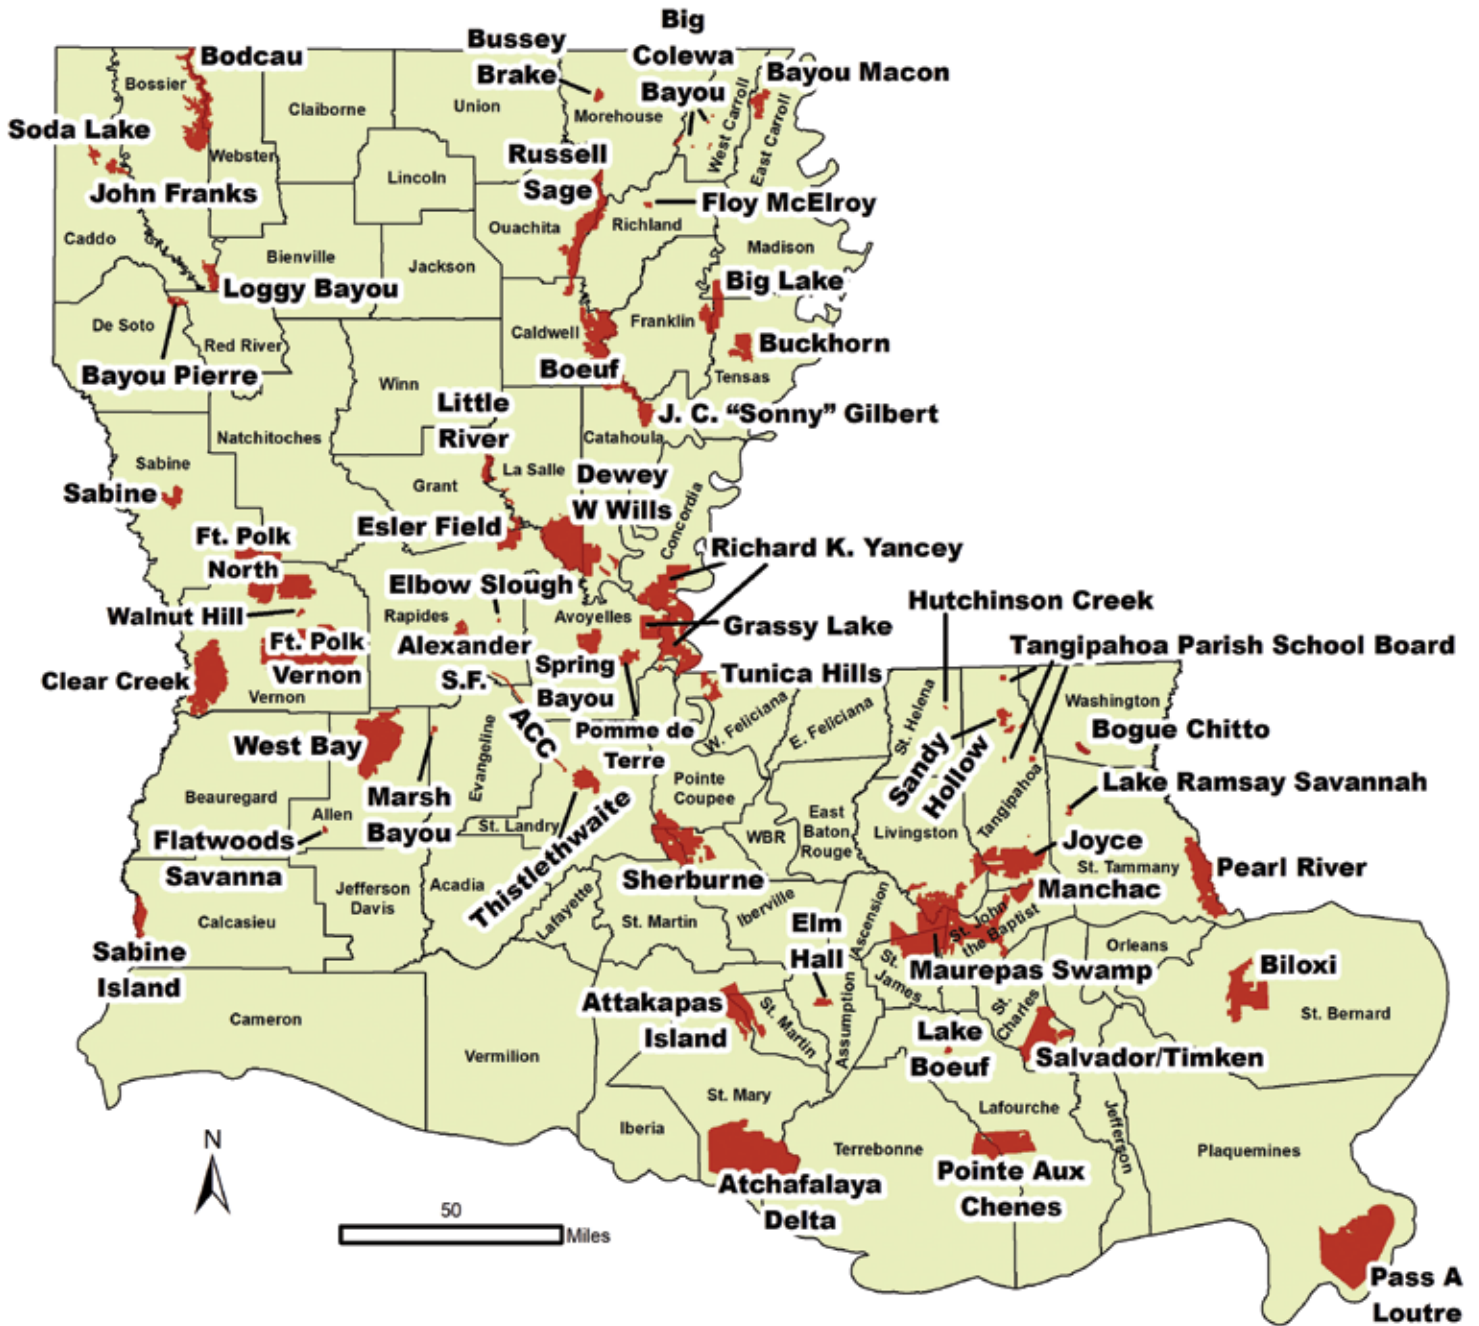 Big
Bussey
Colewa
Bodcau
Brake
Bayou
Bayou Macon
Bossier
Claiborne
Union
Morehouse
West Carroll
East Carroll
Soda Lake
Webster
Russell
Lincoln
John Franks
Sage
Floy McElroy
Ouachita
Richland
Caddo
Madison
Bienville
Jackson
Loggy Bayou
Big Lake
De Soto
Caldwell
Franklin
Red River
Buckhorn
Bayou Pierre
Boeuf
Tensas
Winn
Little
J. C. “Sonny” Gilbert
River
Natchitoches
Catahoula
Sabine
La Salle
Dewey
Grant
Sabine
W Wills
Concordia
Esler Field
Ft. Polk
North
Richard K. Yancey
Elbow Slough
Hutchinson Creek
Walnut Hill
Rapides
Avoyelles
Grassy Lake
Ft. Polk
Vernon
Alexander
S.F.
Tangipahoa Parish School Board
Spring
Bayou
Tunica Hills
Clear Creek
Vernon
St. Helena
Washington
ACC
Pomme de
Terre
W. Feliciana
E. Feliciana
Bogue Chitto
West Bay
Evangeline
Sandy
Hollow
Pointe
Coupee
Lake Ramsay Savannah
Beauregard
Marsh
Bayou
Allen
Tangipahoa
Flatwoods
Savanna
St. Landry
Thistlethwaite
WBR
East
Baton
Rouge
Livingston
Joyce
St. Tammany
Pearl River
Sherburne
Manchac
Jefferson
Davis
Acadia
Calcasieu
Lafayette
St. Martin
Iberville
Ascension
St. John
the Baptist
Elm
Hall
Orleans
Sabine
Island
St.
James
Maurepas Swamp
Biloxi
Attakapas
Island
St. Martin
Assumption
St.
Charles
St. Bernard
Cameron
Lake
Boeuf
Vermilion
Salvador/Timken
St. Mary
Lafourche
Iberia
Jefferson
N
Terrebonne
Plaquemines
Pointe Aux
Chenes
Atchafalaya
Delta
50
Miles
Pass A
Loutre